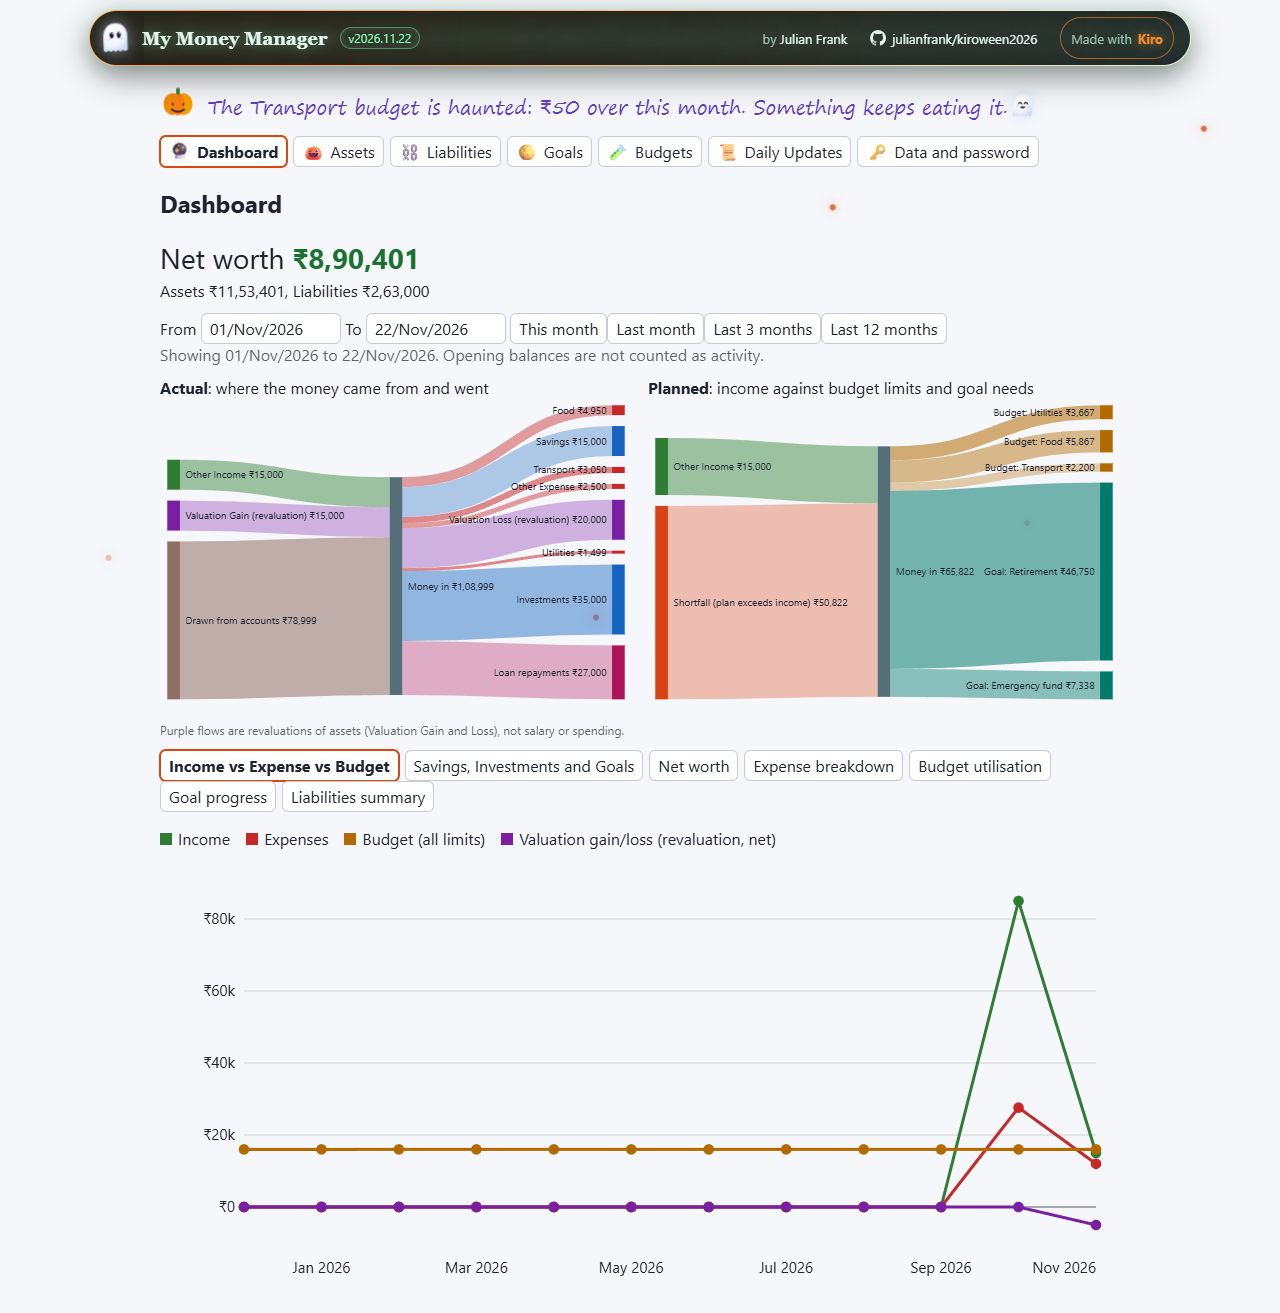 My Money Manager v2026.11.22 by Julian Frank julianfrank/kiroween2026 Made with Kiro
The Transport budget is haunted: ₹50 over this month. Something keeps eating it.
Dashboard Assets Liabilities Goals Budgets Daily Updates Data and password
Dashboard
Net worth ₹8,90,401
Assets ₹11,53,401, Liabilities ₹2,63,000
From 01/Nov/2026 To 22/Nov/2026 This month Last month Last 3 months Last 12 months
Showing 01/Nov/2026 to 22/Nov/2026. Opening balances are not counted as activity.
Actual: where the money came from and went
Food ₹4,950
Savings ₹15,000
Other Income ₹15,000
Transport ₹3,050
Other Expense ₹2,500
Valuation Gain (revaluation) ₹15,000
Valuation Loss (revaluation) ₹20,000
Utilities ₹1,499
Money in ₹1,08,999
Investments ₹35,000
Drawn from accounts ₹78,999
Loan repayments ₹27,000
Planned: income against budget limits and goal needs
Budget: Utilities ₹3,667
Budget: Food ₹5,867
Other Income ₹15,000
Budget: Transport ₹2,200
Money in ₹65,822
Goal: Retirement ₹46,750
Shortfall (plan exceeds income) ₹50,822
Goal: Emergency fund ₹7,338
Purple flows are revaluations of assets (Valuation Gain and Loss), not salary or spending.
Income vs Expense vs Budget Savings, Investments and Goals Net worth Expense breakdown Budget utilisation
Goal progress Liabilities summary
Income Expenses Budget (all limits) Valuation gain/loss (revaluation, net)
₹80k
₹60k
₹40k
₹20k
₹0
Jan 2026 Mar 2026 May 2026 Jul 2026 Sep 2026 Nov 2026